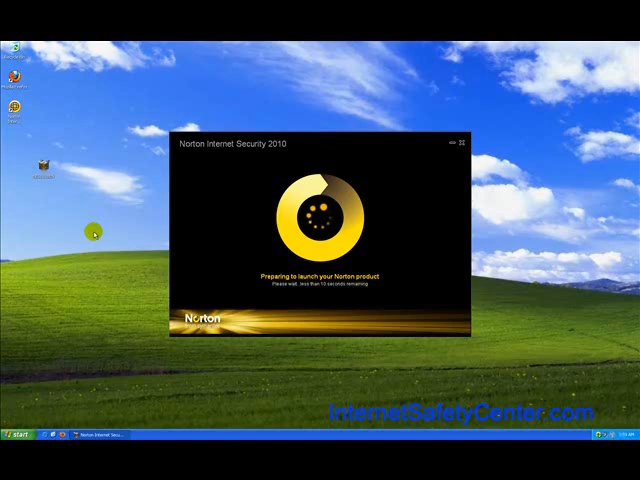 Norton Internet Security 2010
Preparing to launch your Norton product
Please wait, less than 10 seconds remaining
Norton
InternetSafetyCenter.com
start
Norton Internet Secu...